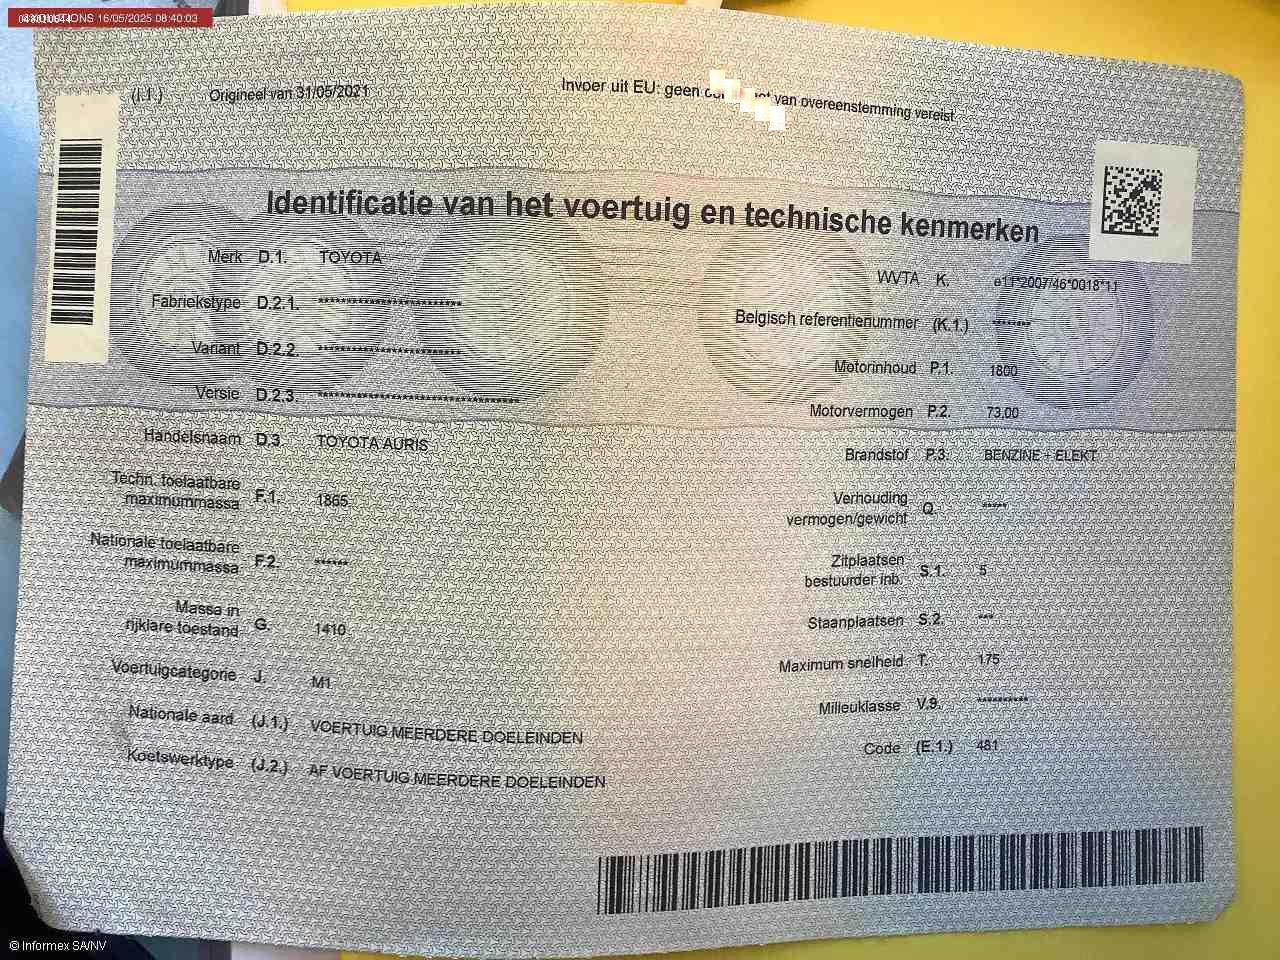 16/05/2025 08:40:03
(I.1.) Origineel van 31/05/2021
Invoer uit EU: geen van overeenstemming vereist
Identificatie van het voertuig en technische kenmerken
Merk D.1. TOYOTA
Fabriekstype D.2.1. *************************
Variant D.2.2. *************************
Versie D.2.3. ***********************************
Handelsnaam D.3. TOYOTA AURIS
Techn. toelaatbare
maximummassa F.1. 1865
Nationale toelaatbare
maximummassa F.2. ******
Massa in
rijklare toestand G. 1410
Voertuigcategorie J. M1
Nationale aard (J.1.) VOERTUIG MEERDERE DOELEINDEN
Koetswerktype (J.2.) AF VOERTUIG MEERDERE DOELEINDEN
WVTA K. e11*2007/46*0018*11
Belgisch referentienummer (K.1.) *******
Motorinhoud P.1. 1800
Motorvermogen P.2. 73,00
Brandstof P.3. BENZINE + ELEKT
Verhouding
vermogen/gewicht Q. *****
Zitplaatsen
bestuurder inb. S.1. 5
Staanplaatsen S.2. ***
Maximum snelheid T. 175
Milieuklasse V.9. **********
Code (E.1.) 481
© Informex SA/NV